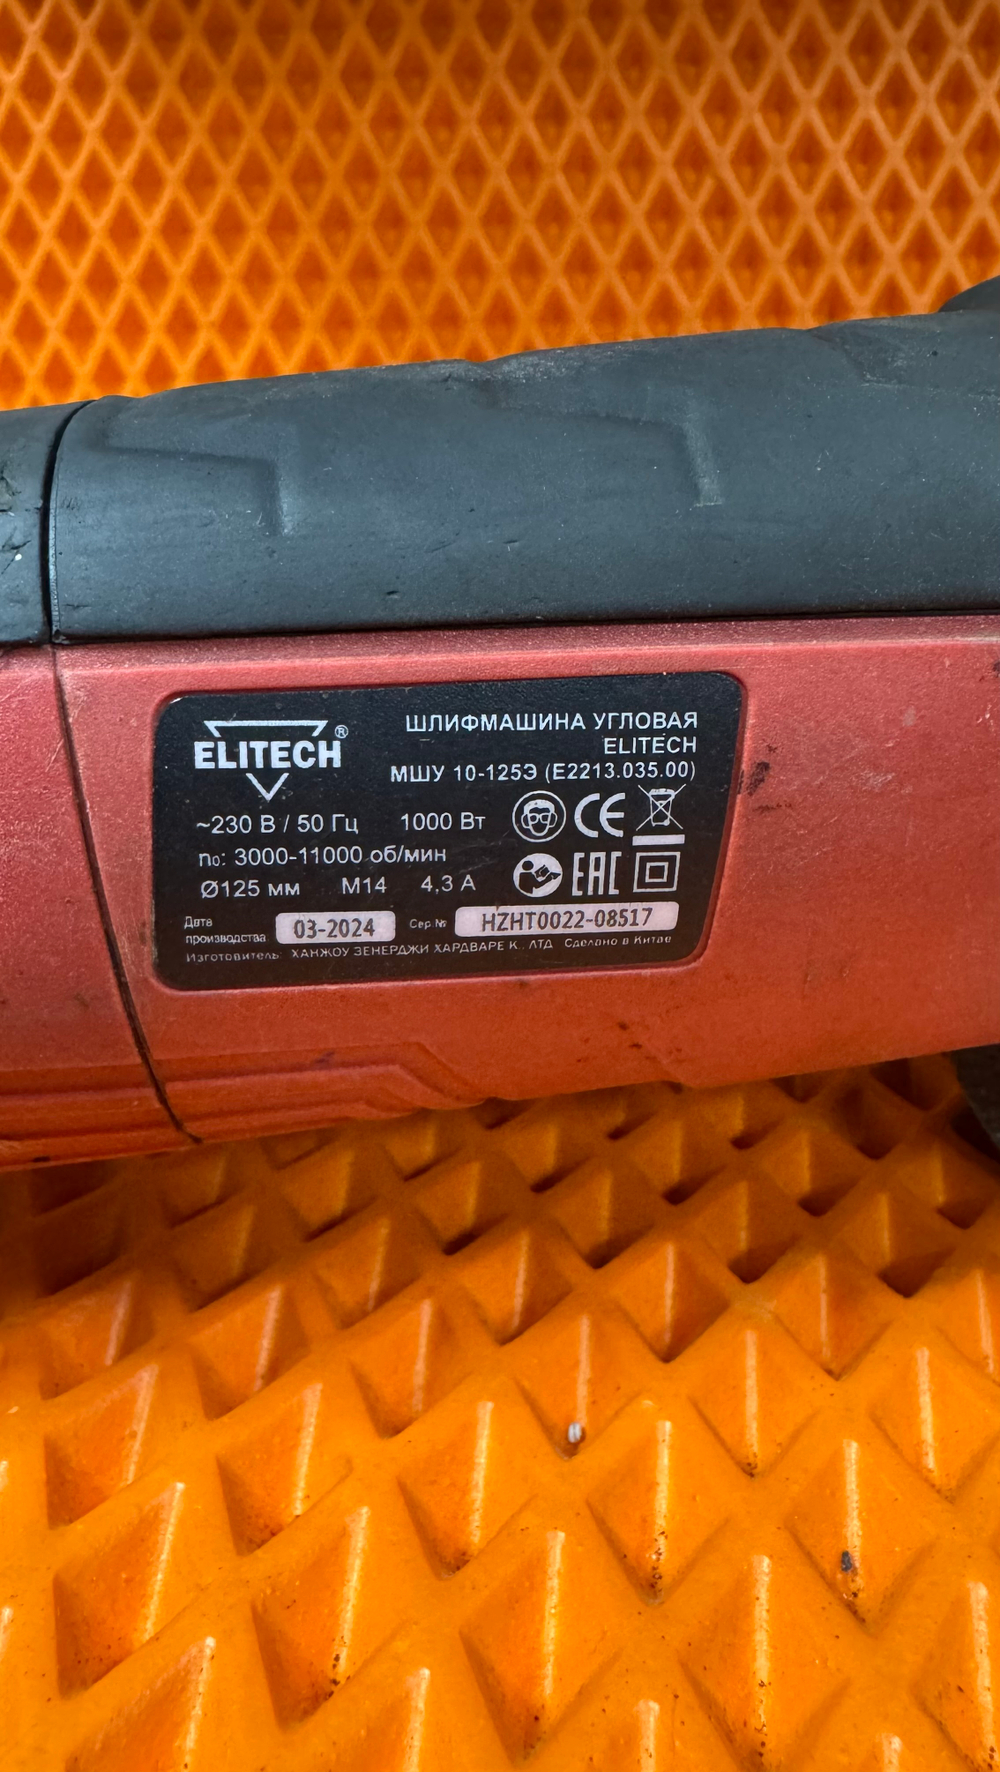 ELITECH®
ШЛИФМАШИНА УГЛОВАЯ
ELITECH
МШУ 10-125Э (E2213.035.00)
~230 В / 50 Гц 1000 Вт
n₀: 3000-11000 об/мин
Ø125 мм M14 4,3 А
CE
EAC
Дата производства 03-2024 Сер.№ HZHT0022-08517
Изготовитель: ХАНЖОУ ЗЕНЕРДЖИ ХАРДВАРЕ К., ЛТД Сделано в Китае